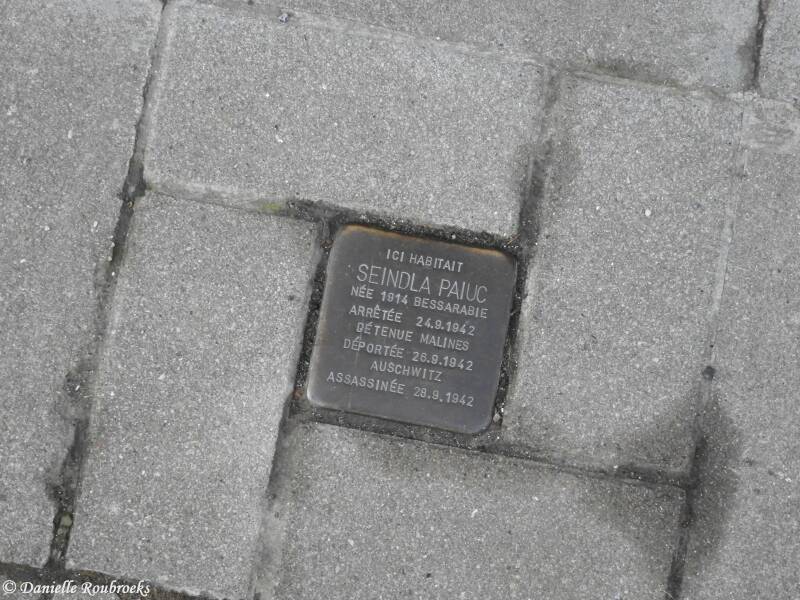 ICI HABITAIT
SEINDLA PAIUC
NÉE 1914 BESSARABIE
ARRÊTÉE 24.9.1942
DÉTENUE MALINES
DÉPORTÉE 26.9.1942
AUSCHWITZ
ASSASSINÉE 28.9.1942
© Danielle Roubroeks